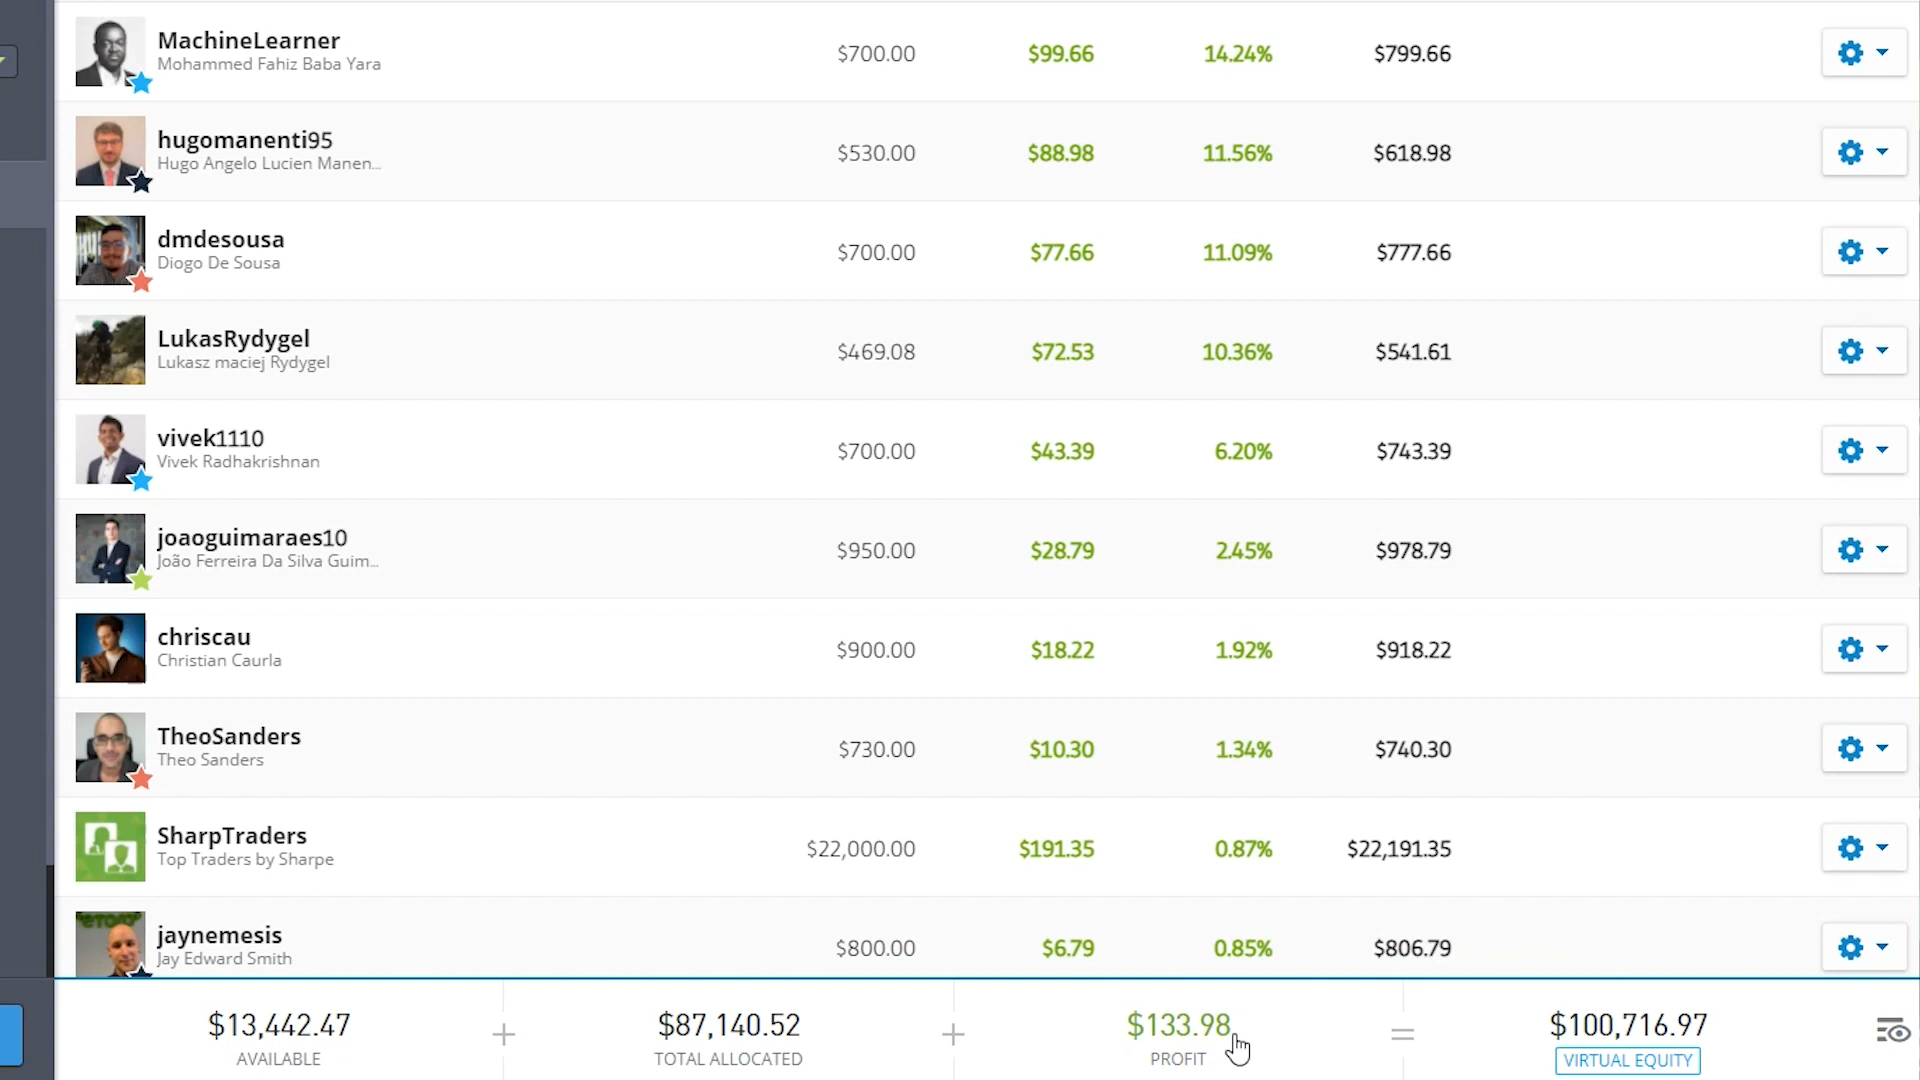 MachineLearner
Mohammed Fahiz Baba Yara
$700.00 $99.66 14.24% $799.66
hugomanenti95
Hugo Angelo Lucien Manen...
$530.00 $88.98 11.56% $618.98
dmdesousa
Diogo De Sousa
$700.00 $77.66 11.09% $777.66
LukasRydygel
Lukasz maciej Rydygel
$469.08 $72.53 10.36% $541.61
vivek1110
Vivek Radhakrishnan
$700.00 $43.39 6.20% $743.39
joaoguimaraes10
João Ferreira Da Silva Guim...
$950.00 $28.79 2.45% $978.79
chriscau
Christian Caurla
$900.00 $18.22 1.92% $918.22
TheoSanders
Theo Sanders
$730.00 $10.30 1.34% $740.30
SharpTraders
Top Traders by Sharpe
$22,000.00 $191.35 0.87% $22,191.35
jaynemesis
Jay Edward Smith
$800.00 $6.79 0.85% $806.79
$13,442.47 + $87,140.52 + $133.98 = $100,716.97
AVAILABLE TOTAL ALLOCATED PROFIT VIRTUAL EQUITY